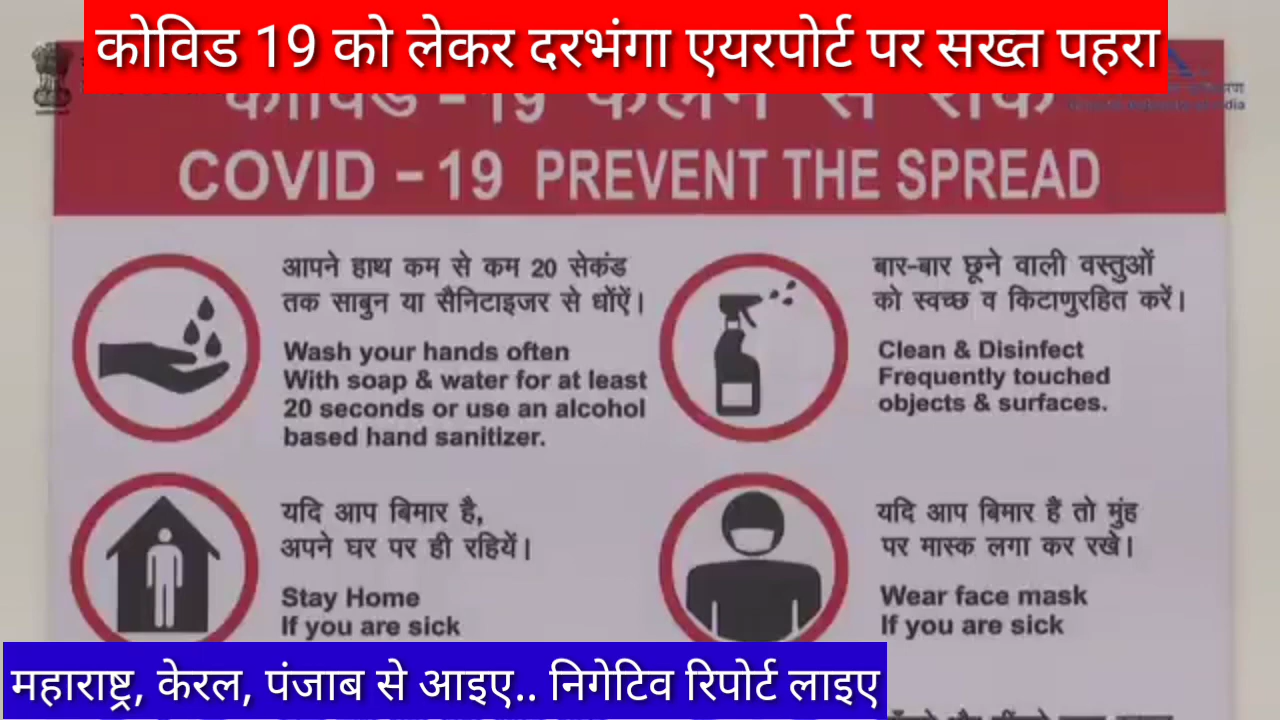 कोविड 19 को लेकर दरभंगा एयरपोर्ट पर सख्त पहरा
COVID - 19 PREVENT THE SPREAD
आपने हाथ कम से कम 20 सेकंड
तक साबुन या सैनिटाइजर से धोंऐं।
Wash your hands often
With soap & water for at least
20 seconds or use an alcohol
based hand sanitizer.
बार-बार छूने वाली वस्तुओं
को स्वच्छ व किटाणुरहित करें।
Clean & Disinfect
Frequently touched
objects & surfaces.
यदि आप बिमार है,
अपने घर पर ही रहियें।
Stay Home
If you are sick
यदि आप बिमार हैं तो मुंह
पर मास्क लगा कर रखे।
Wear face mask
If you are sick
महाराष्ट्र, केरल, पंजाब से आइए.. निगेटिव रिपोर्ट लाइए